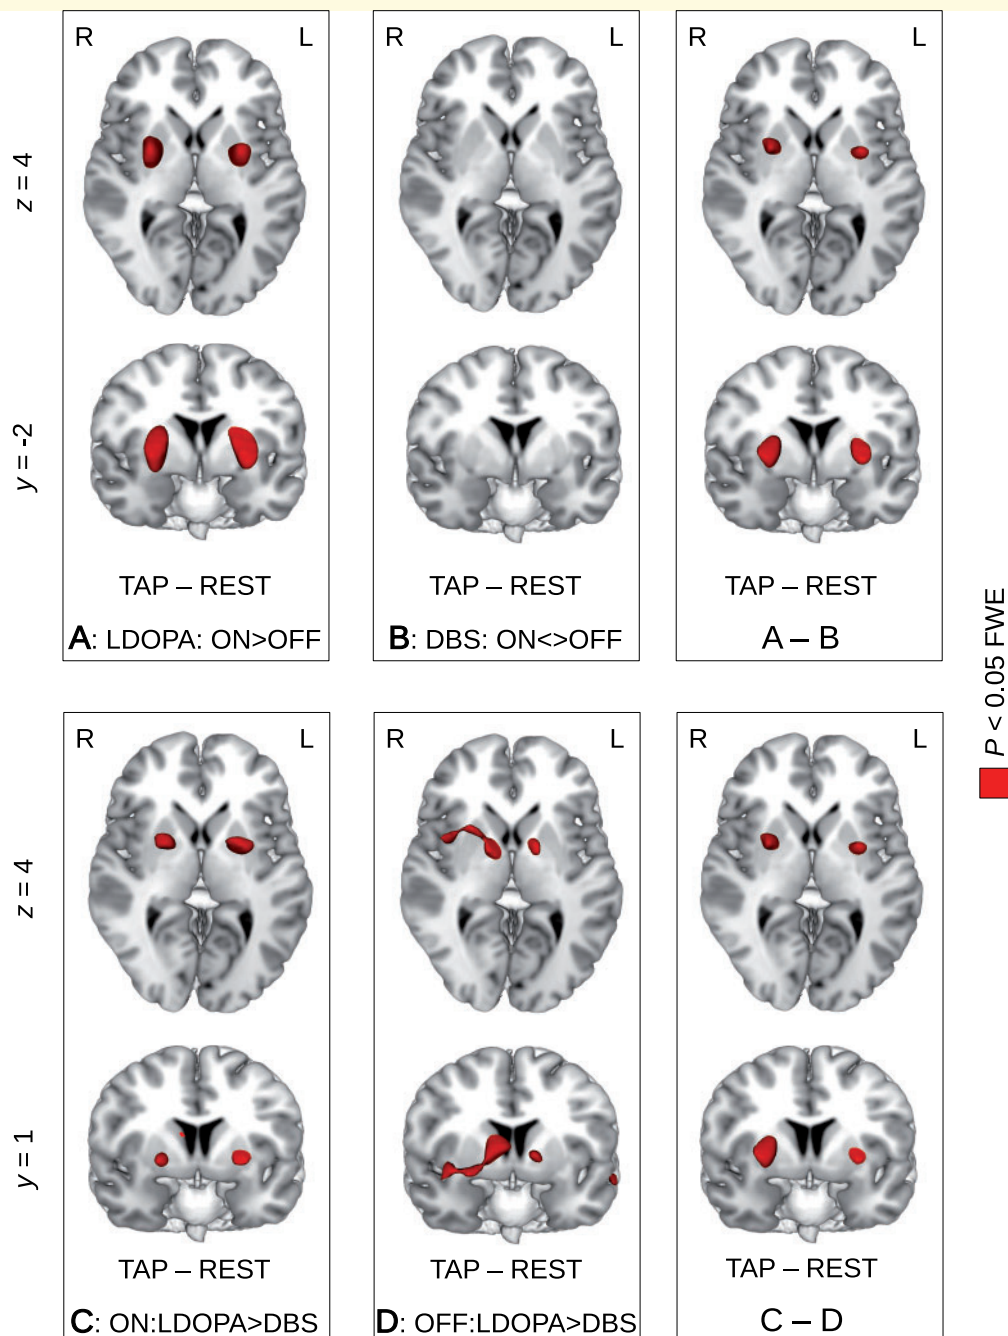 R L
R L
R L
z = 4
y = -2
TAP – REST
TAP – REST
TAP – REST
A: LDOPA: ON>OFF
B: DBS: ON<>OFF
A – B
P < 0.05 FWE
R L
R L
R L
z = 4
y = 1
TAP – REST
TAP – REST
TAP – REST
C: ON:LDOPA>DBS
D: OFF:LDOPA>DBS
C – D